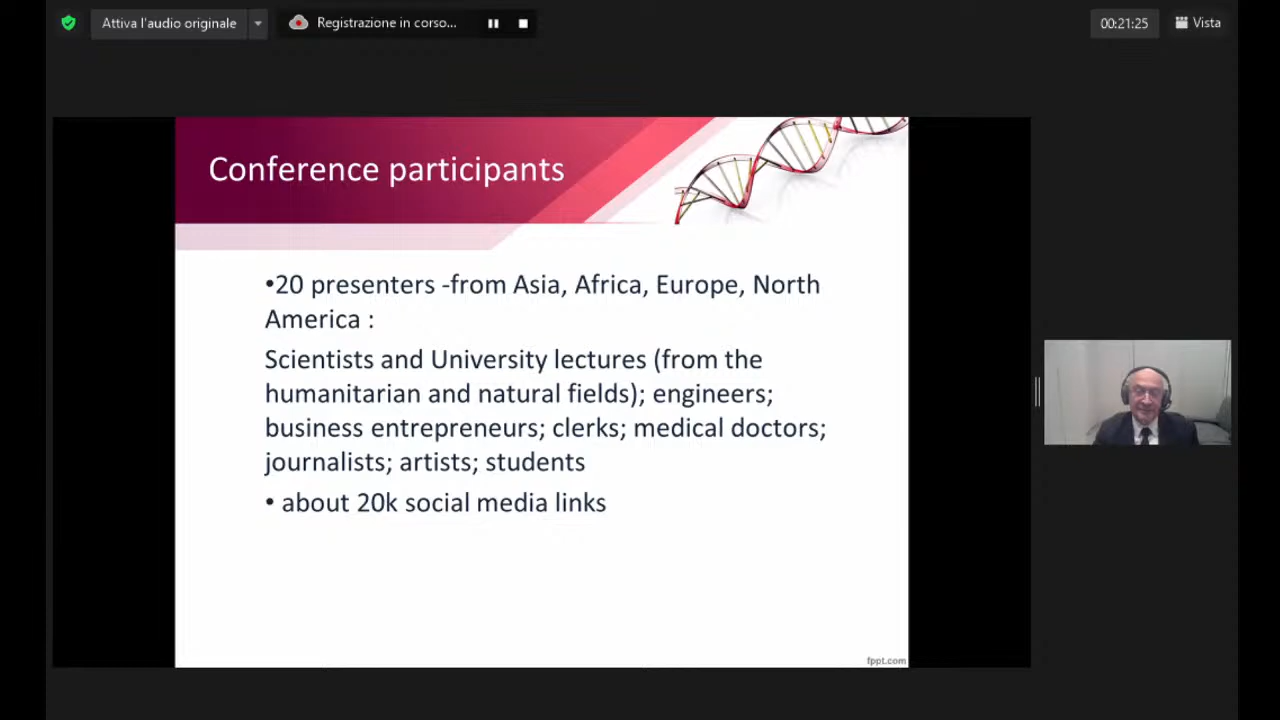 Attiva l'audio originale
Registrazione in corso...
00:21:25
Vista
Conference participants
•20 presenters -from Asia, Africa, Europe, North
America :
Scientists and University lectures (from the
humanitarian and natural fields); engineers;
business entrepreneurs; clerks; medical doctors;
journalists; artists; students
• about 20k social media links
fppt.com